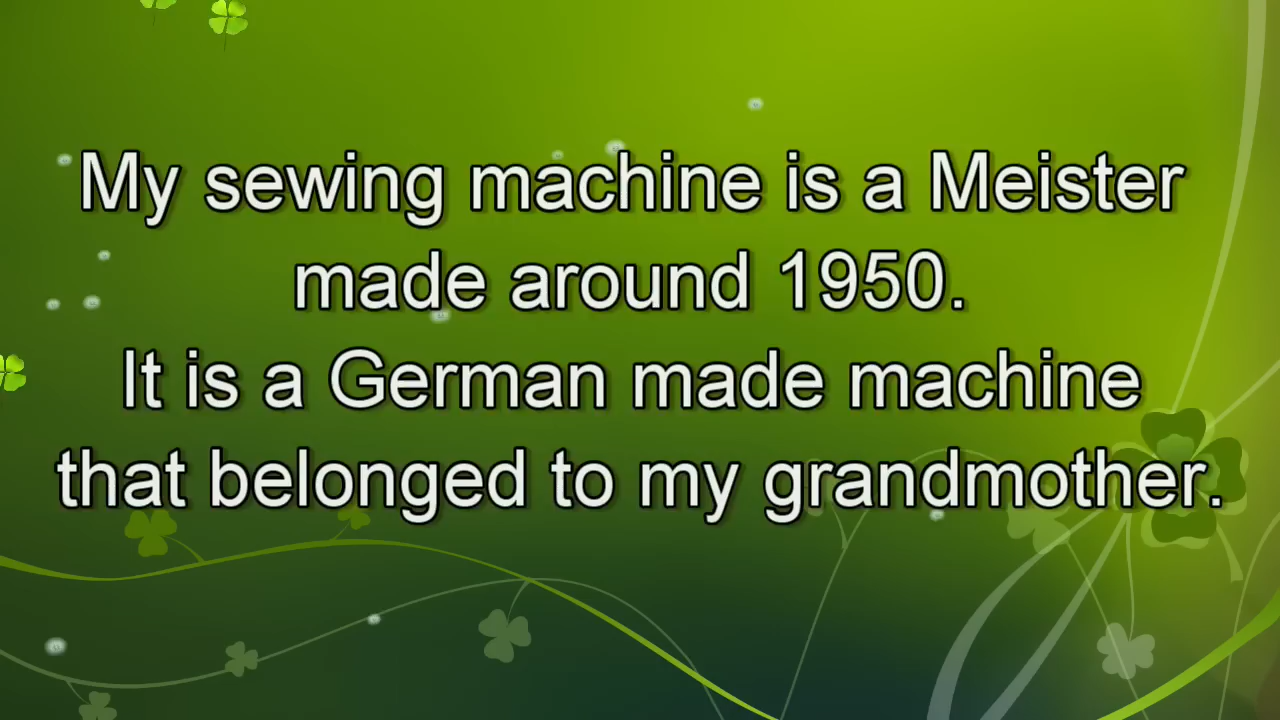 My sewing machine is a Meister
made around 1950.
It is a German made machine
that belonged to my grandmother.